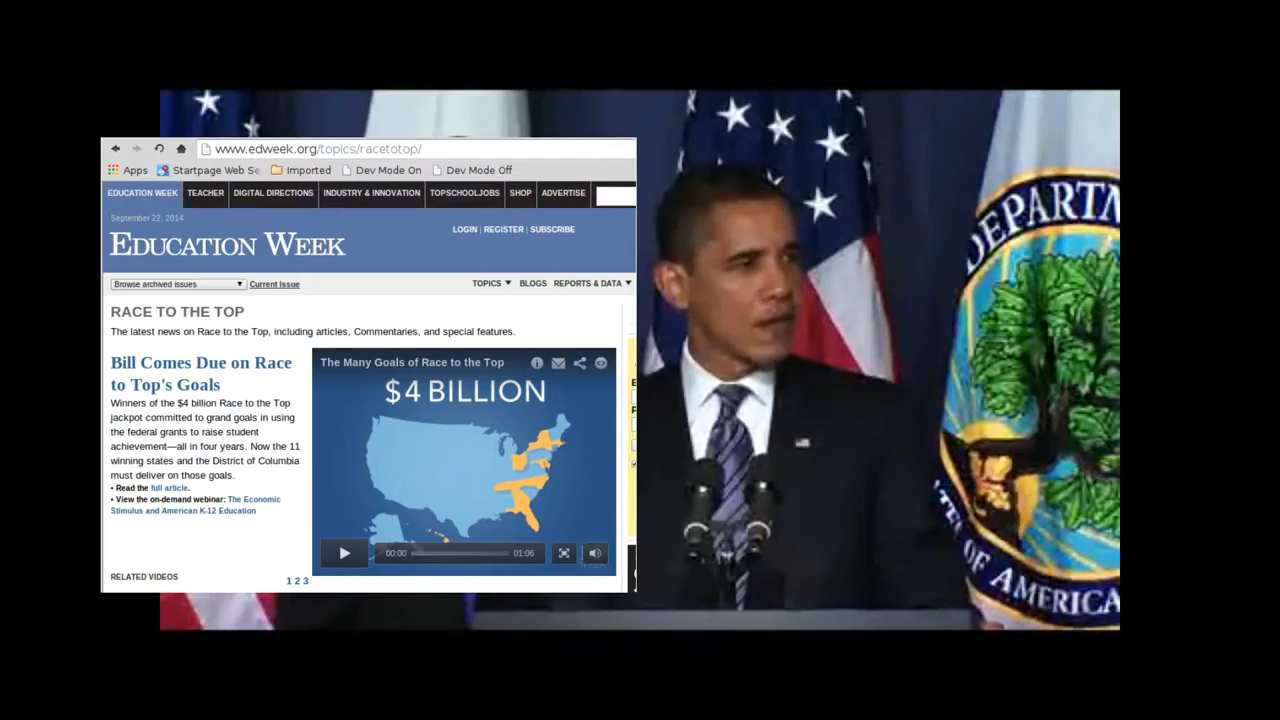 www.edweek.org/topics/racetotop/
Apps Startpage Web Se Imported Dev Mode On Dev Mode Off
EDUCATION WEEK TEACHER DIGITAL DIRECTIONS INDUSTRY & INNOVATION TOPSCHOOLJOBS SHOP ADVERTISE
September 22, 2014
EDUCATION WEEK
LOGIN | REGISTER | SUBSCRIBE
Browse archived issues Current Issue
TOPICS BLOGS REPORTS & DATA
RACE TO THE TOP
The latest news on Race to the Top, including articles, Commentaries, and special features.
Bill Comes Due on Race
to Top's Goals
Winners of the $4 billion Race to the Top
jackpot committed to grand goals in using
the federal grants to raise student
achievement—all in four years. Now the 11
winning states and the District of Columbia
must deliver on those goals.
• Read the full article.
• View the on-demand webinar: The Economic
Stimulus and American K-12 Education
The Many Goals of Race to the Top
$4 BILLION
00:00 01:06
RELATED VIDEOS
1 2 3
DEPARTM
OF AMERICA